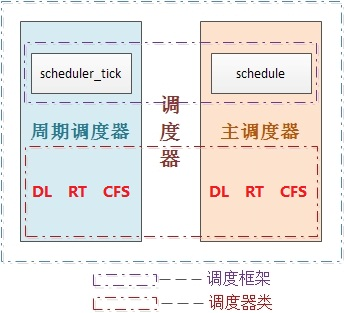 scheduler_tick
schedule
周期调度器
调度器
主调度器
DL RT CFS
DL RT CFS
调度框架
调度器类